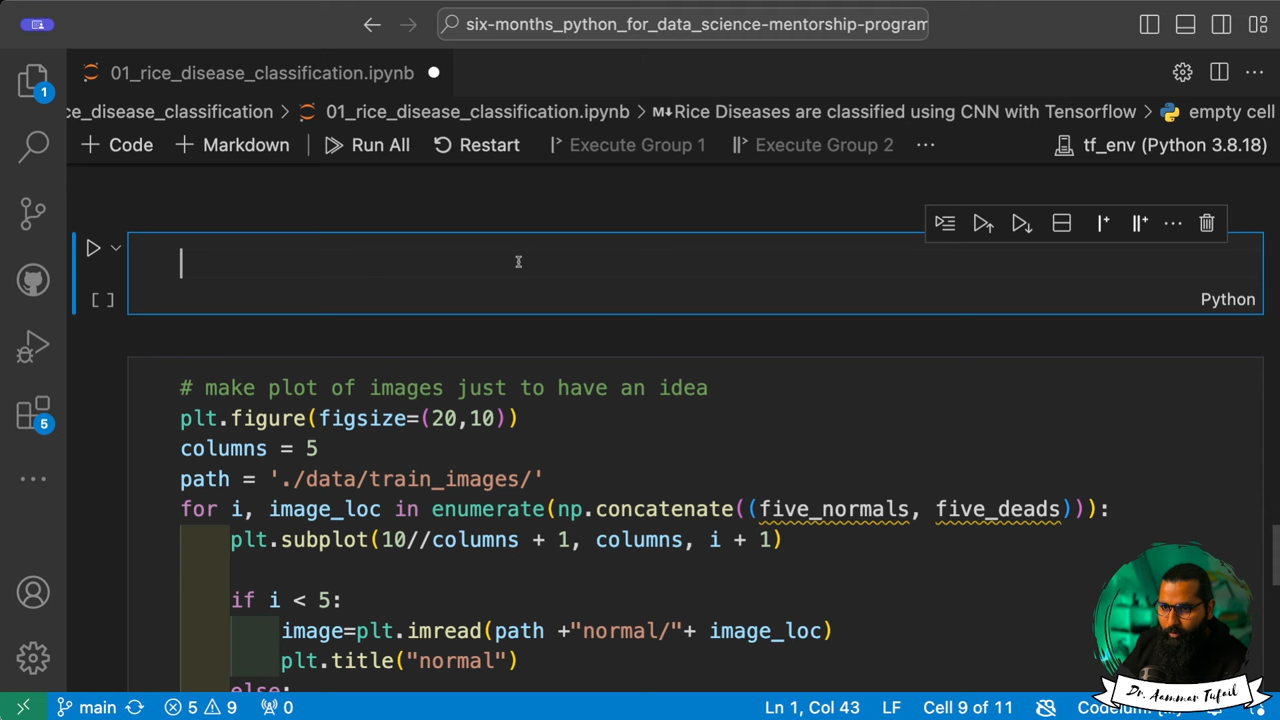 six-months_python_for_data_science-mentorship-program
01_rice_disease_classification.ipynb
ce_disease_classification > 01_rice_disease_classification.ipynb > M↓Rice Diseases are classified using CNN with Tensorflow > empty cell
+ Code + Markdown Run All Restart Execute Group 1 Execute Group 2 ··· tf_env (Python 3.8.18)
1
[ ]
Python
# make plot of images just to have an idea
plt.figure(figsize=(20,10))
columns = 5
path = './data/train_images/'
for i, image_loc in enumerate(np.concatenate((five_normals, five_deads))):
plt.subplot(10//columns + 1, columns, i + 1)
if i < 5:
image=plt.imread(path +"normal/"+ image_loc)
plt.title("normal")
else:
5
Dr. Aammar Tufail
main 5 9 0 Ln 1, Col 43 LF Cell 9 of 11